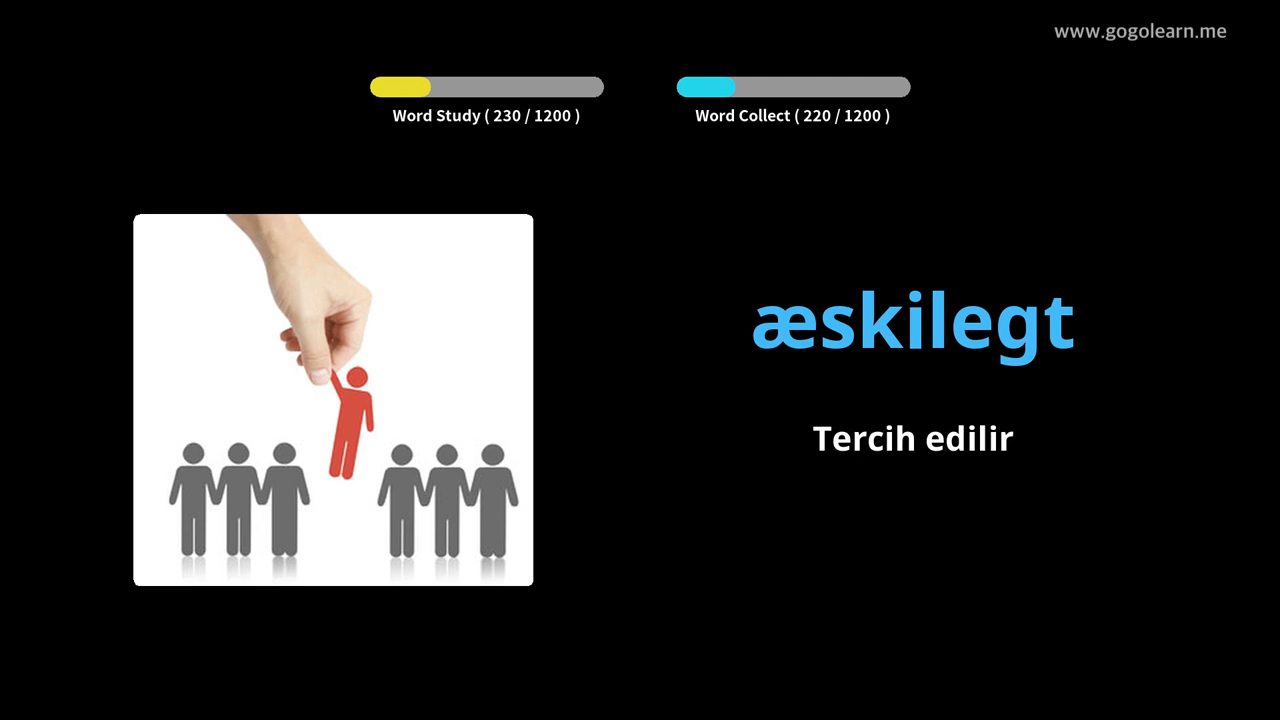 www.gogolearn.me
Word Study ( 230 / 1200 )
Word Collect ( 220 / 1200 )
æskilegt
Tercih edilir